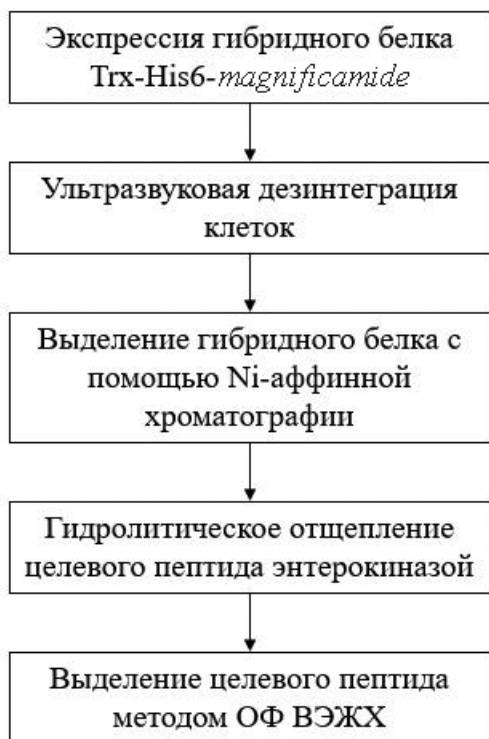 Экспрессия гибридного белка
Trx-His6-magnificamide
Ультразвуковая дезинтеграция
клеток
Выделение гибридного белка с
помощью Ni-аффинной
хроматографии
Гидролитическое отщепление
целевого пептида энтерокиназой
Выделение целевого пептида
методом ОФ ВЭЖХ